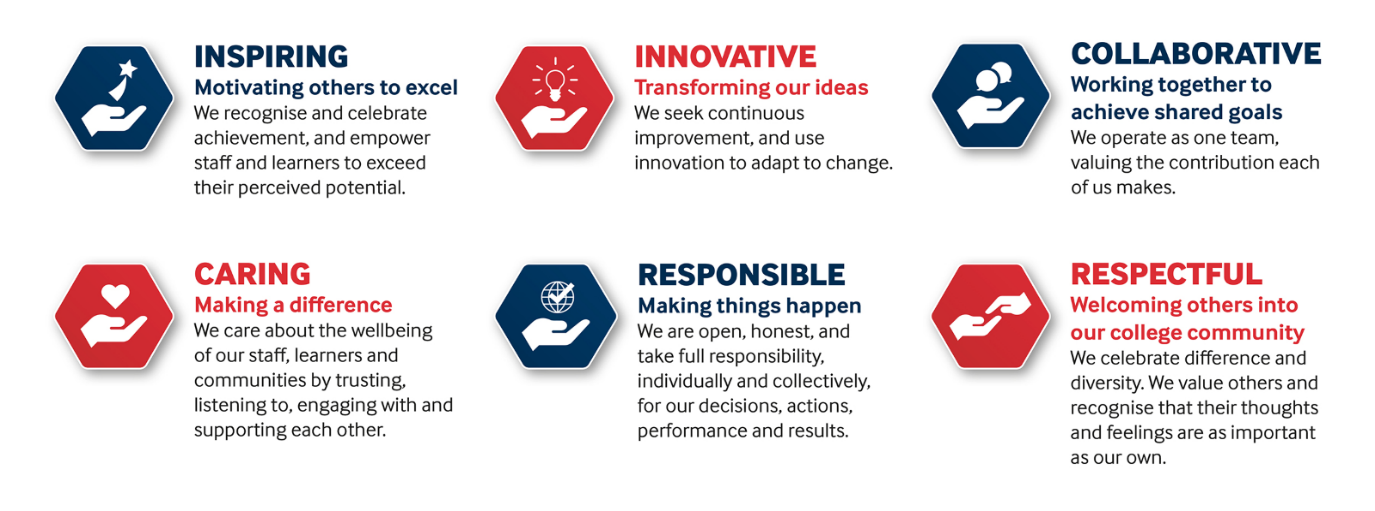 INSPIRING
Motivating others to excel
We recognise and celebrate
achievement, and empower
staff and learners to exceed
their perceived potential.
INNOVATIVE
Transforming our ideas
We seek continuous
improvement, and use
innovation to adapt to change.
COLLABORATIVE
Working together to
achieve shared goals
We operate as one team,
valuing the contribution each
of us makes.
CARING
Making a difference
We care about the wellbeing
of our staff, learners and
communities by trusting,
listening to, engaging with and
supporting each other.
RESPONSIBLE
Making things happen
We are open, honest, and
take full responsibility,
individually and collectively,
for our decisions, actions,
performance and results.
RESPECTFUL
Welcoming others into
our college community
We celebrate difference and
diversity. We value others and
recognise that their thoughts
and feelings are as important
as our own.